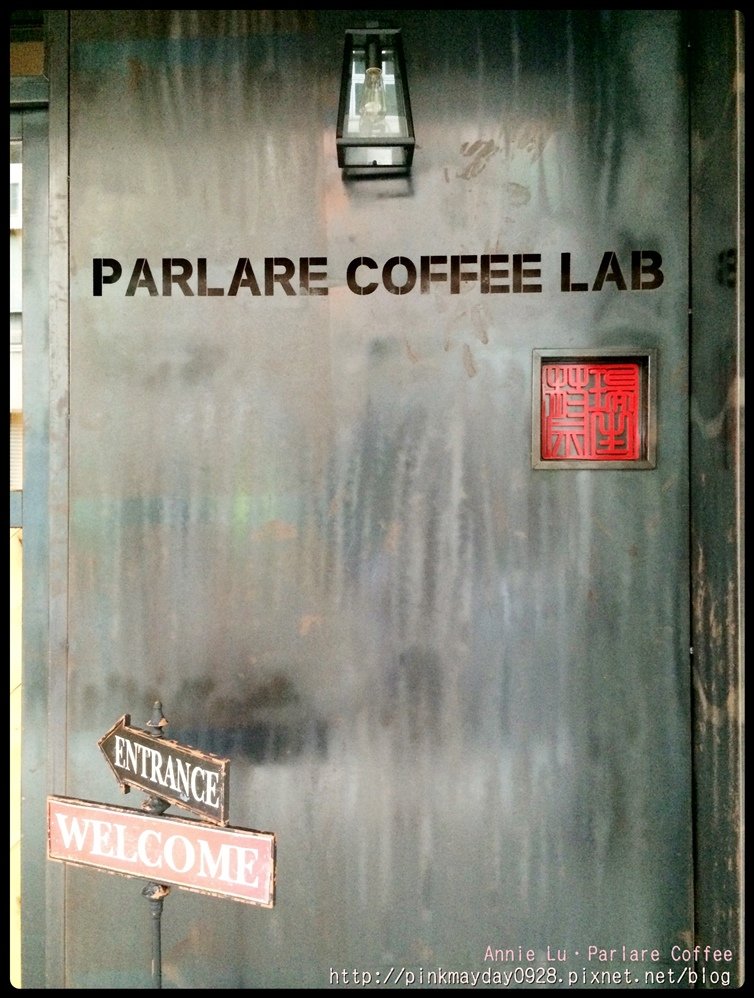 PARLARE COFFEE LAB
ENTRANCE
WELCOME
Annie Lu·Parlare Coffee
http://pinkmayday0928.pixnet.net/blog